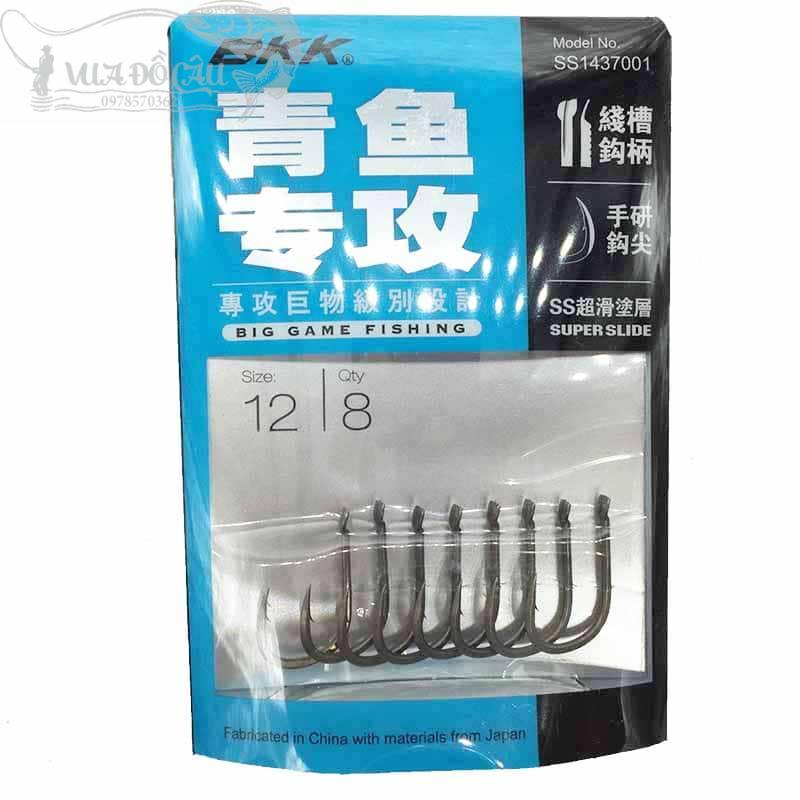 VUA ĐỒ CÂU
0978570362
BKK®
Model No.
SS1437001
青鱼
专攻
專攻巨物級別設計
BIG GAME FISHING
綫槽
鈎柄
手研
鈎尖
SS超滑塗層
SUPER SLIDE
Size:
12
Qty
8
Fabricated in China with materials from Japan